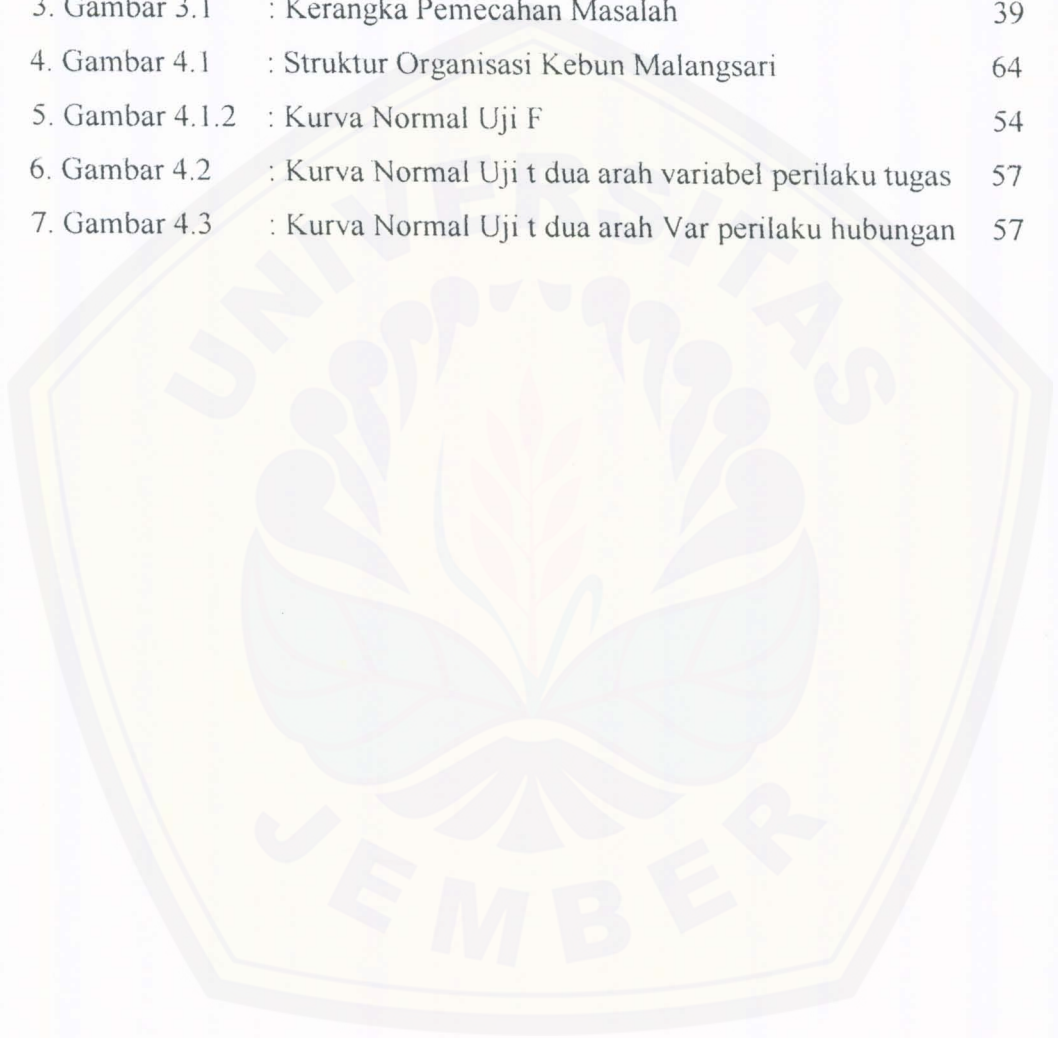 3. Gambar 3.1 : Kerangka Pemecahan Masalah 39
4. Gambar 4.1 : Struktur Organisasi Kebun Malangsari 64
5. Gambar 4.1.2 : Kurva Normal Uji F 54
6. Gambar 4.2 : Kurva Normal Uji t dua arah variabel perilaku tugas 57
7. Gambar 4.3 : Kurva Normal Uji t dua arah Var perilaku hubungan 57
UNIVERSITAS
JEMBER